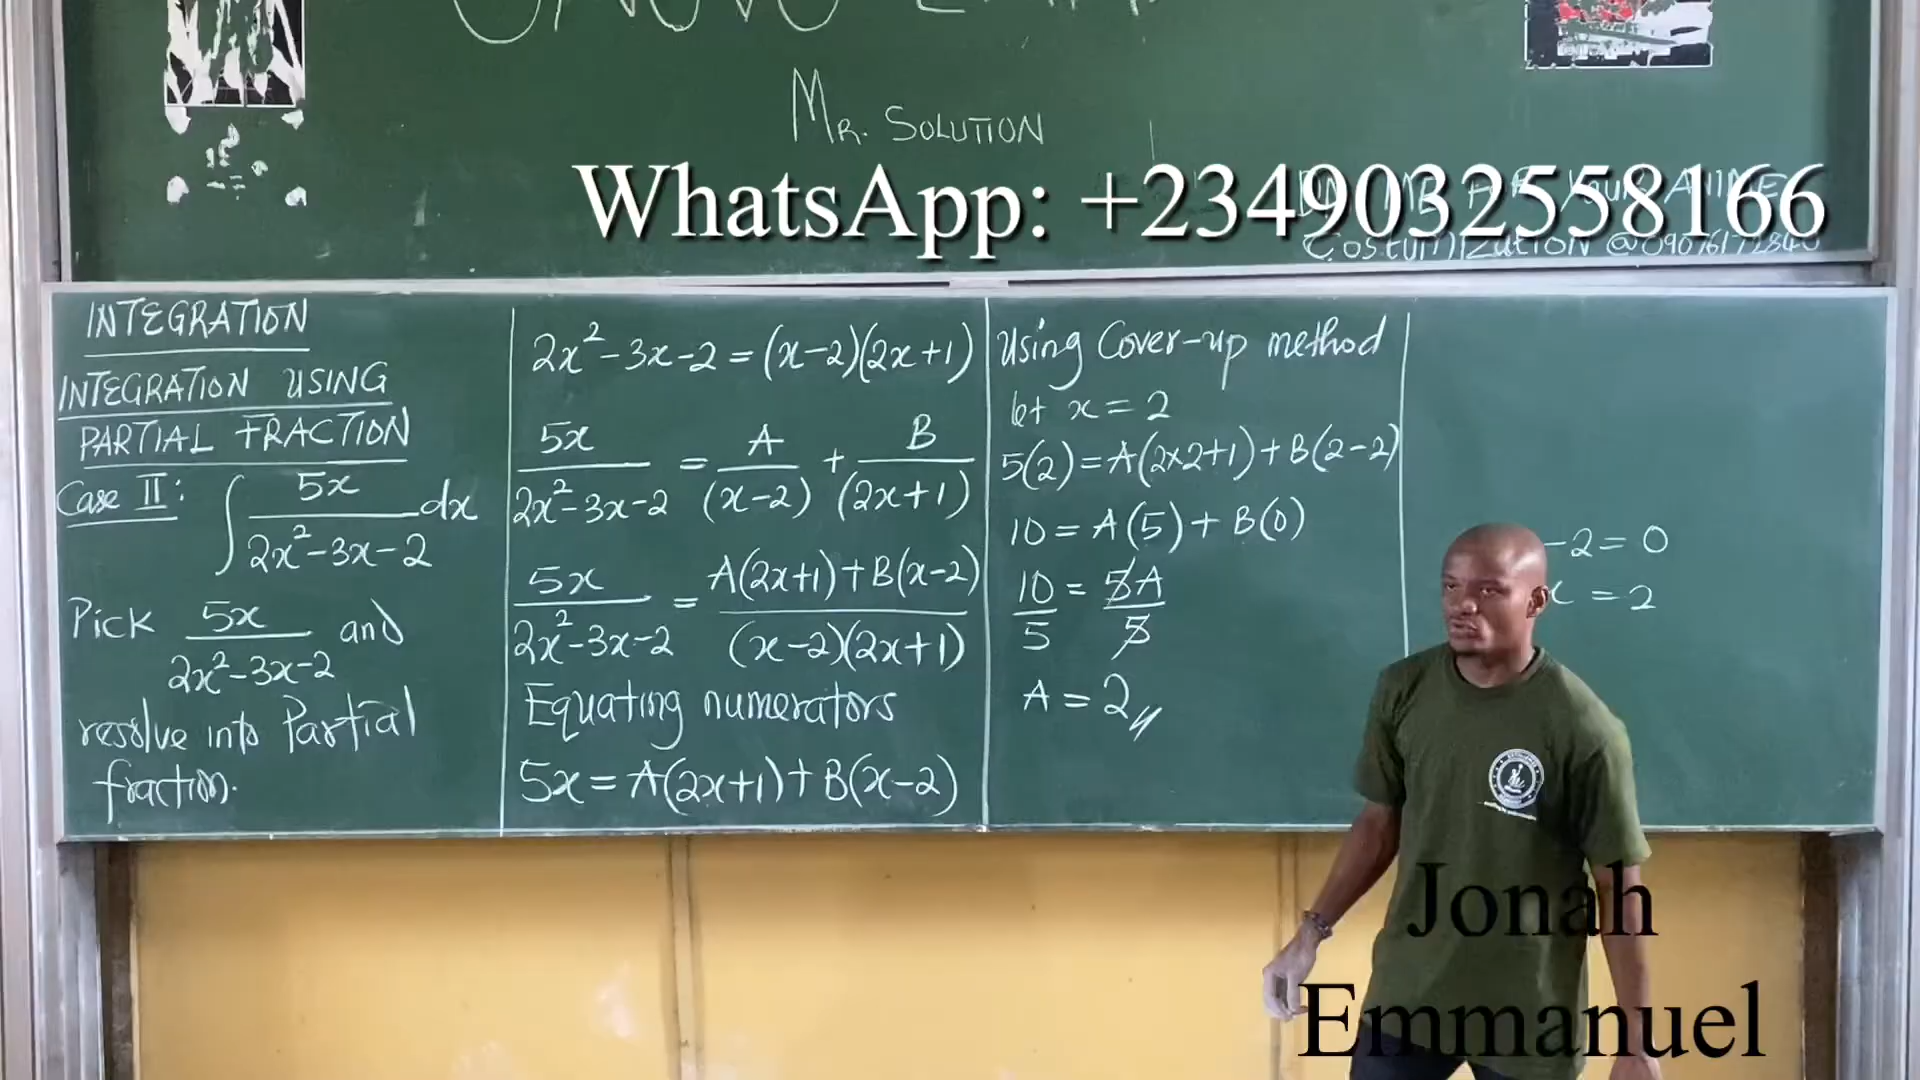 MR. SOLUTION
WhatsApp: +2349032558166
INTEGRATION
INTEGRATION USING
PARTIAL FRACTION
Case II: ∫ 5x / 2x²-3x-2 dx
Pick 5x / 2x²-3x-2 and
resolve into Partial
fraction.
2x²-3x-2 = (x-2)(2x+1)
5x / 2x²-3x-2 = A / (x-2) + B / (2x+1)
5x / 2x²-3x-2 = A(2x+1)+B(x-2) / (x-2)(2x+1)
Equating numerators
5x = A(2x+1)+B(x-2)
Using Cover-up method
let x = 2
5(2) = A(2×2+1)+B(2-2)
10 = A(5) + B(0)
10 / 5 = 5A / 5
A = 2
-2 = 0
x = 2
Jonah
Emmanuel